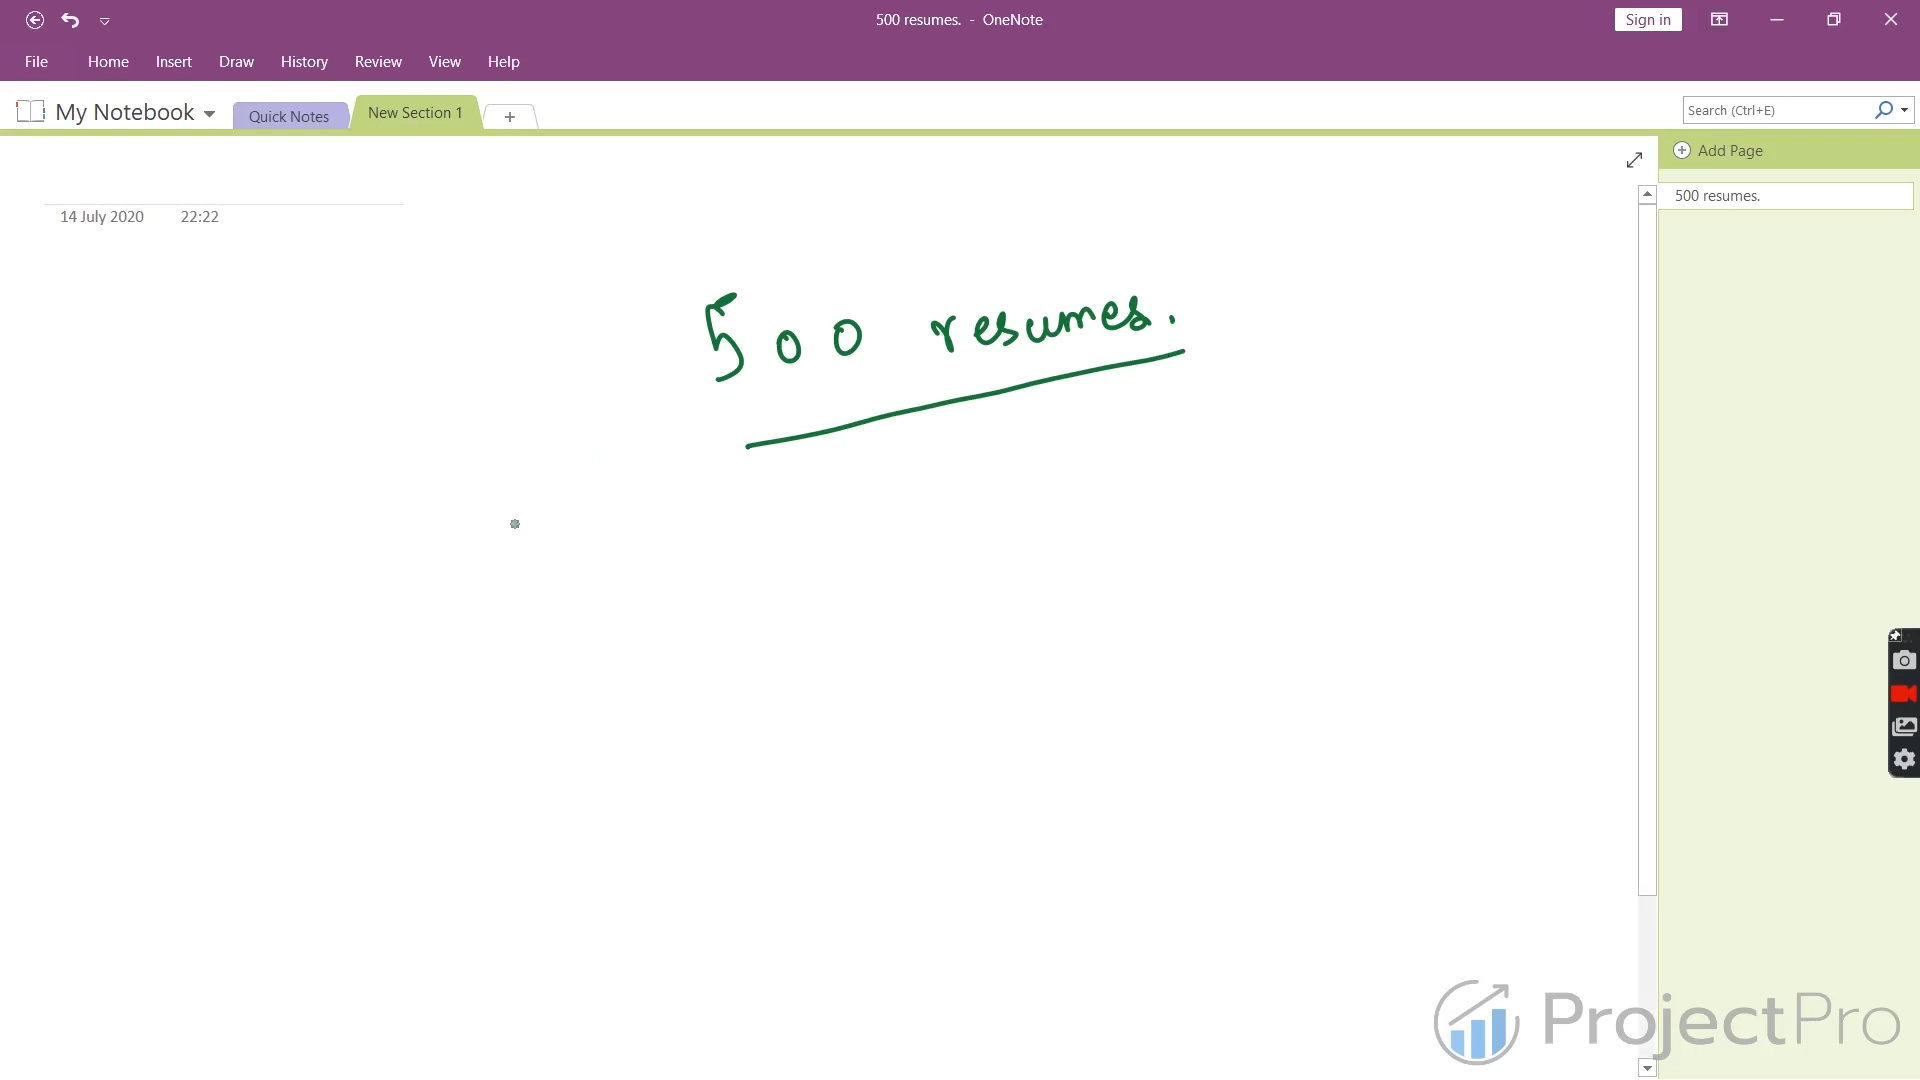 500 resumes. - OneNote
Sign in
File Home Insert Draw History Review View Help
My Notebook Quick Notes New Section 1 +
Search (Ctrl+E)
Add Page
500 resumes.
14 July 2020 22:22
500 resumes.
ProjectPro